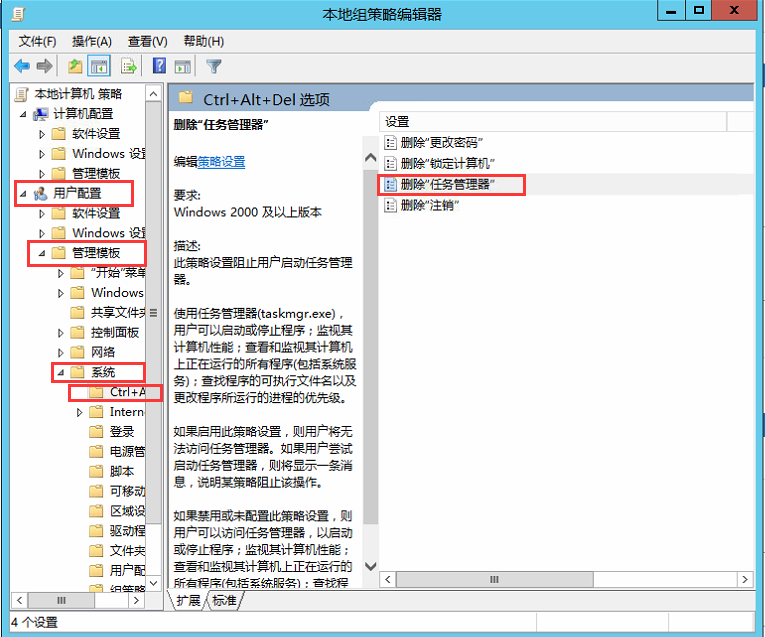 本地组策略编辑器
文件(F) 操作(A) 查看(V) 帮助(H)
本地计算机 策略
计算机配置
软件设置
Windows 设
管理模板
用户配置
软件设置
Windows 设
管理模板
"开始"菜单
Windows
共享文件夹
控制面板
网络
系统
Ctrl+A
Intern
登录
电源管
脚本
可移动
区域设
驱动程
文件夹
用户配
组策略
Ctrl+Alt+Del 选项
删除“任务管理器”
编辑策略设置
要求:
Windows 2000 及以上版本
描述:
此策略设置阻止用户启动任务管理
器。
使用任务管理器(taskmgr.exe)，
用户可以启动或停止程序；监视其
计算机性能；查看和监视其计算机
上正在运行的所有程序(包括系统服
务)；查找程序的可执行文件名以及
更改程序所运行的进程的优先级。
如果启用此策略设置，则用户将无
法访问任务管理器。如果用户尝试
启动任务管理器，则将显示一条消
息，说明某策略阻止该操作。
如果禁用或未配置此策略设置，则
用户可以访问任务管理器，以启动
或停止程序；监视其计算机性能；
查看和监视其计算机上正在运行的
所有程序(包括系统服务)；查找程
设置
删除“更改密码”
删除“锁定计算机”
删除“任务管理器”
删除“注销”
扩展 标准
4 个设置